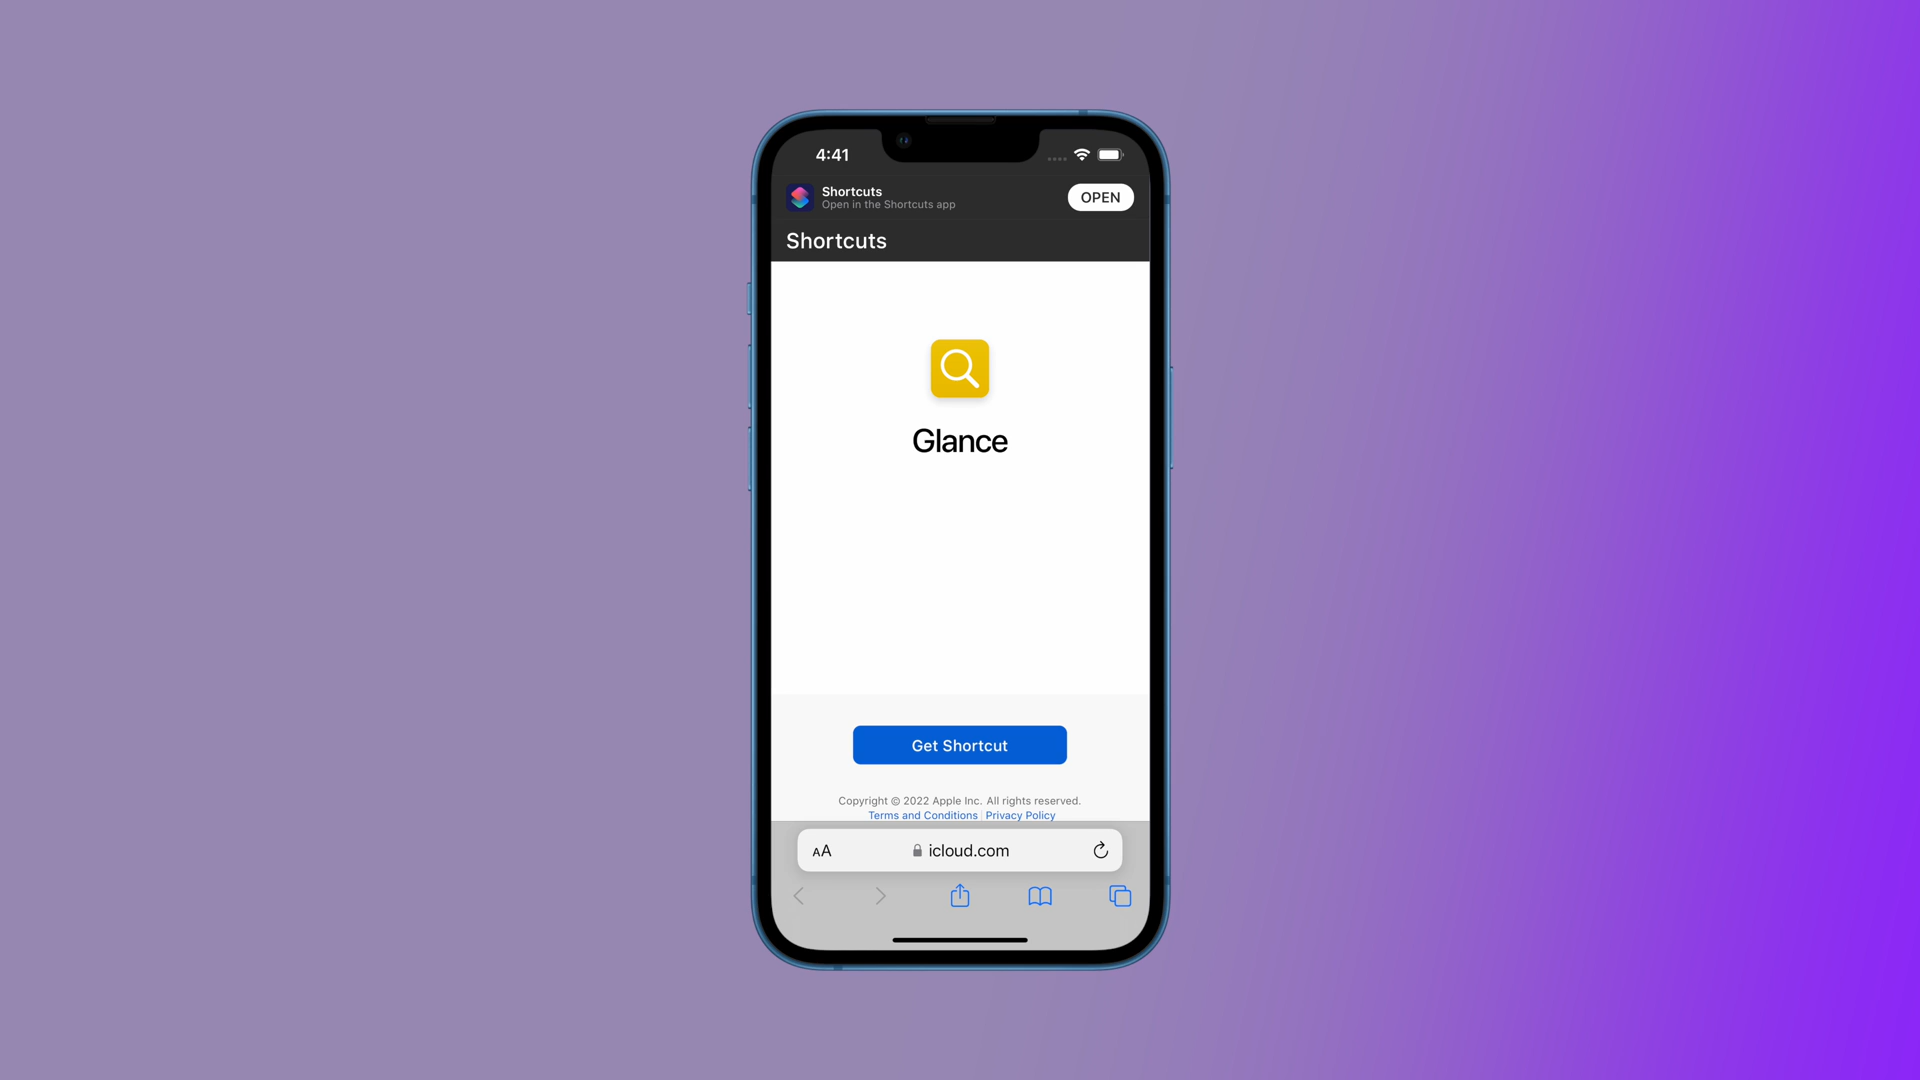 4:41
Shortcuts
Open in the Shortcuts app
OPEN
Shortcuts
Glance
Get Shortcut
Copyright © 2022 Apple Inc. All rights reserved.
Terms and Conditions | Privacy Policy
AA
icloud.com